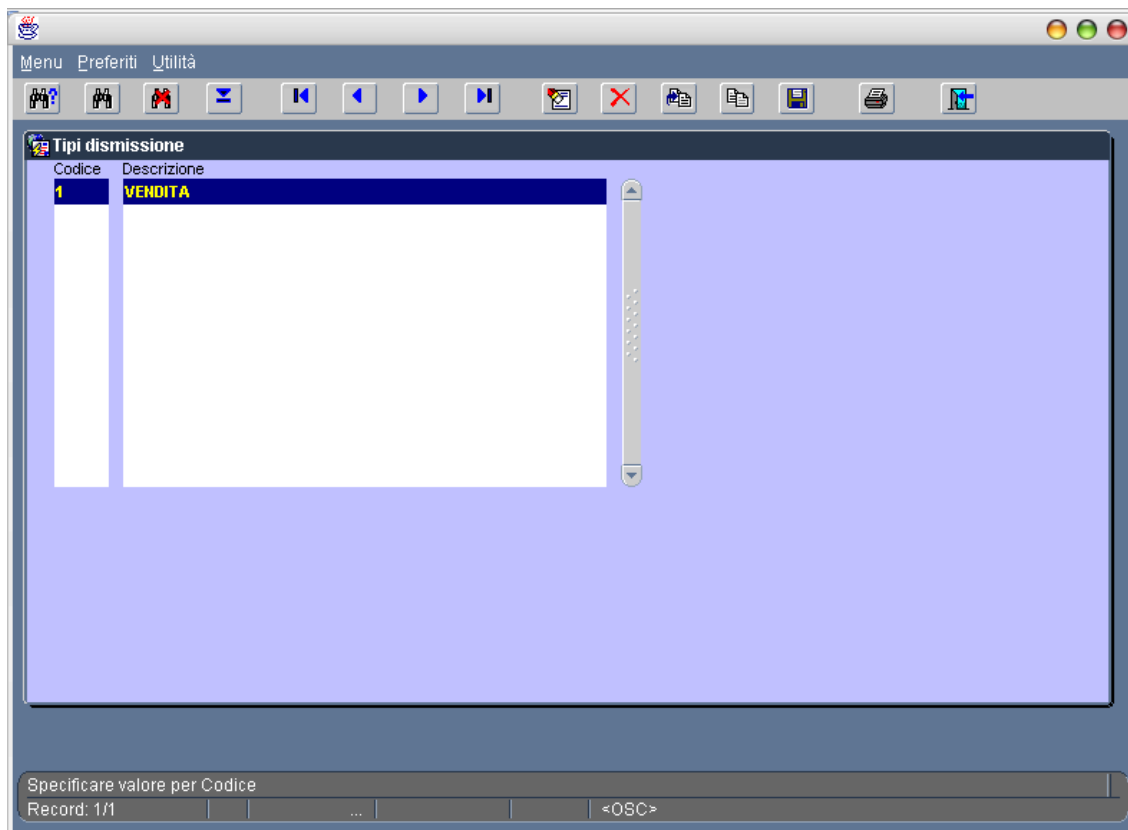 Menu Preferiti Utilità
Tipi dismissione
Codice Descrizione
1 VENDITA
Specificare valore per Codice
Record: 1/1 ... <OSC>